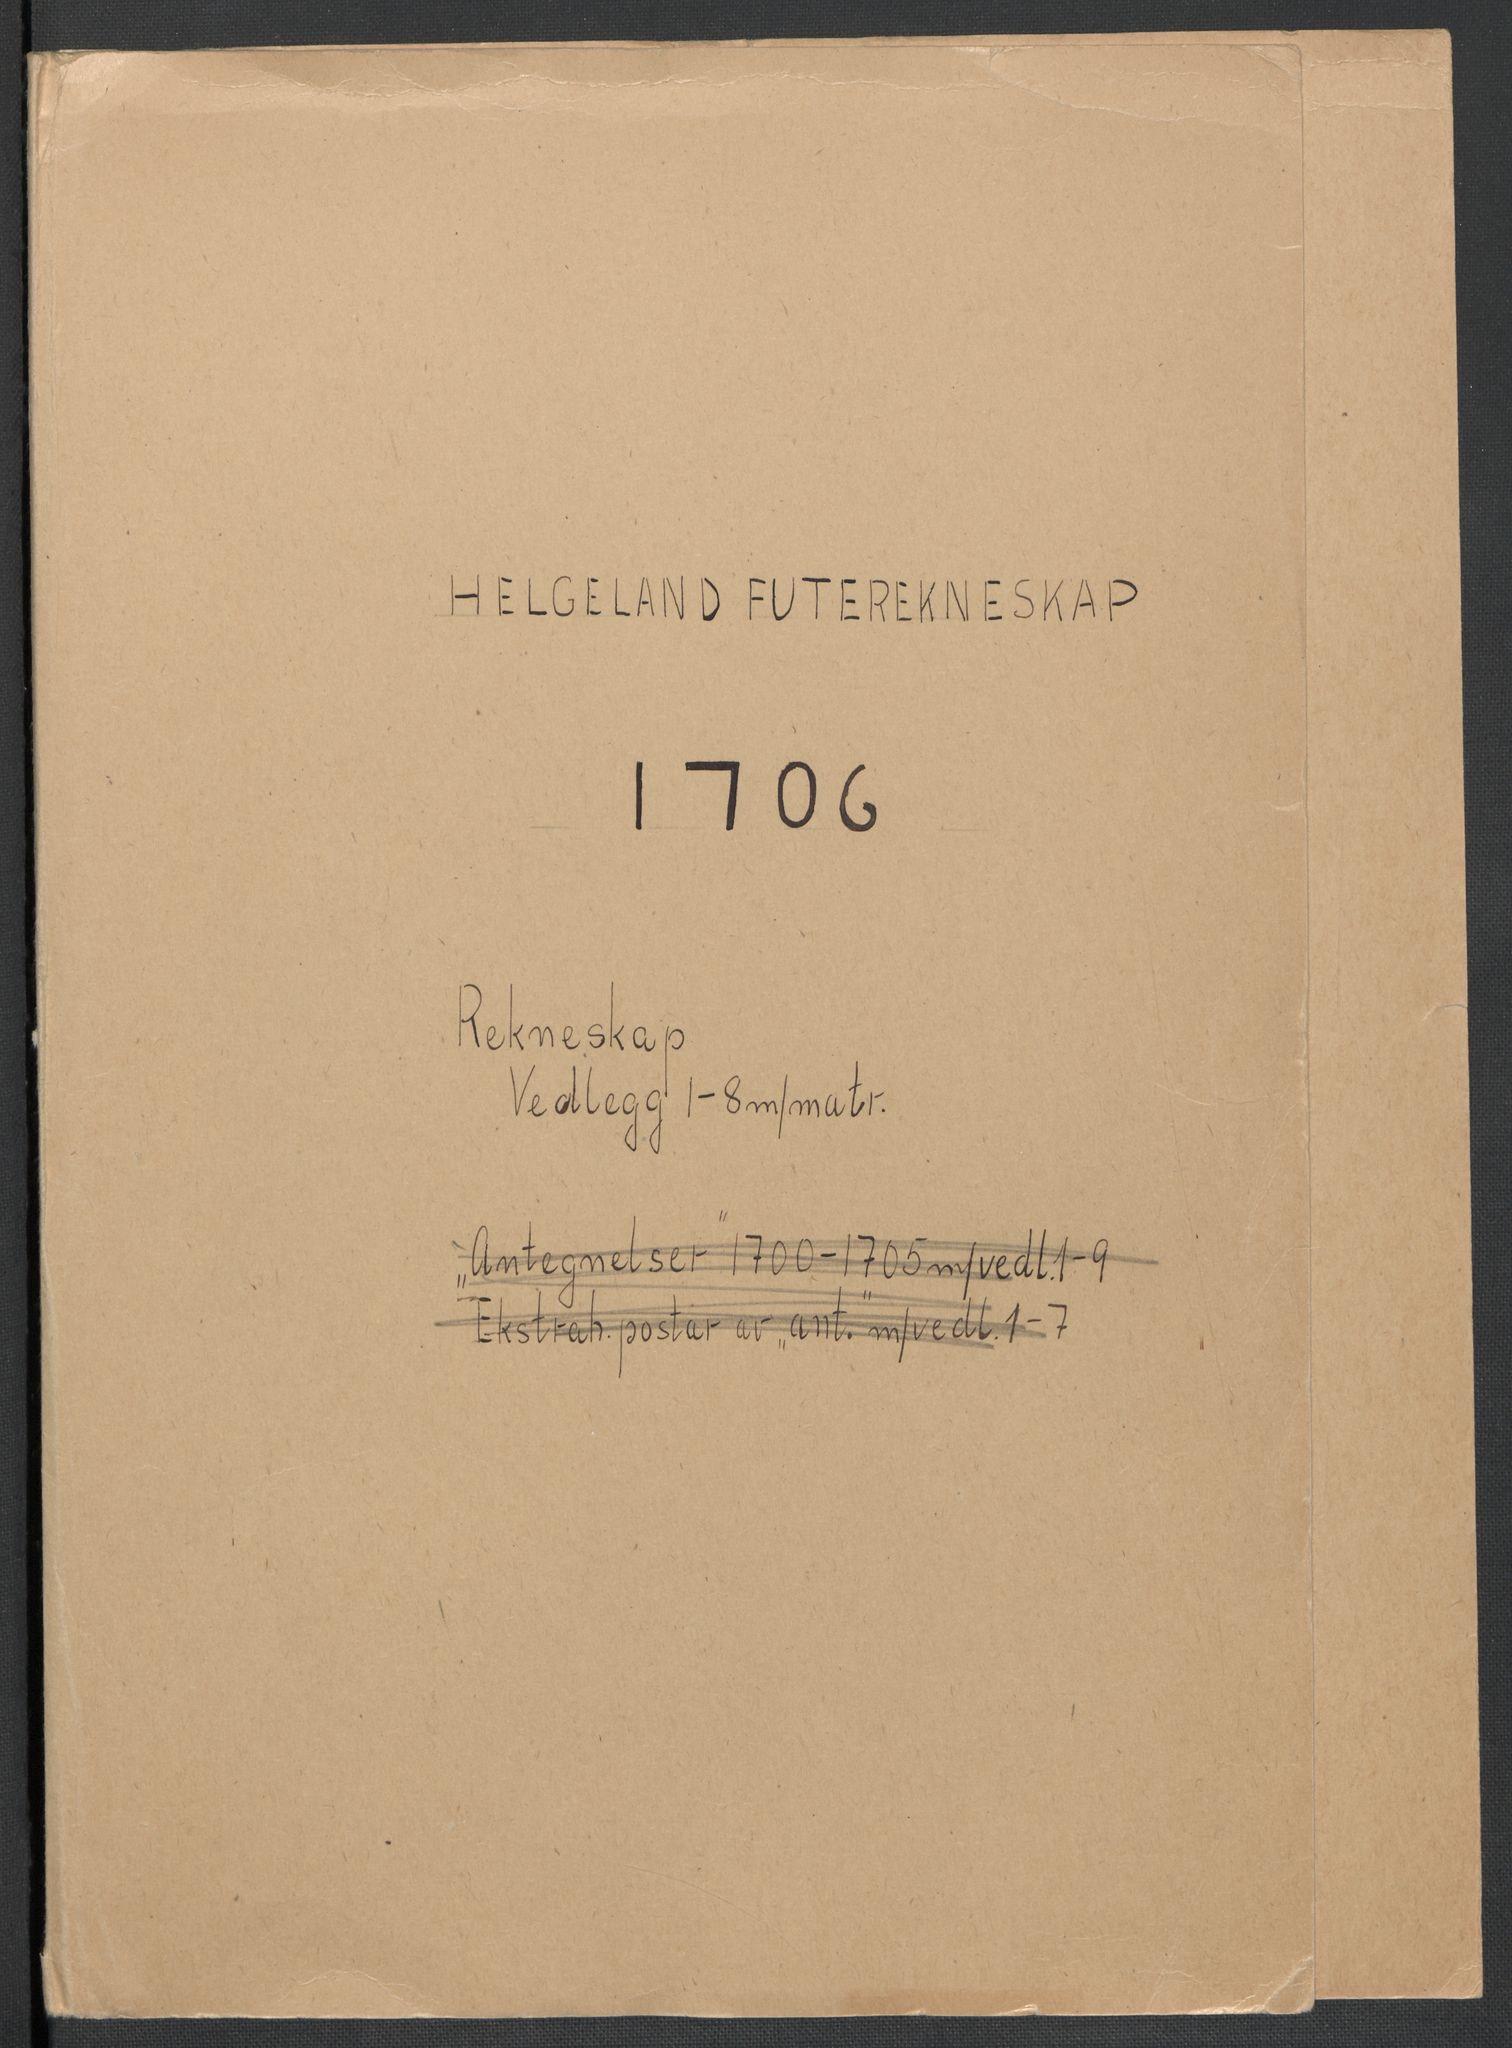 HELGELAND FUTEREKNESKAP
1706
Rekneskap
Vedlegg 1-8 m/matr.
„Antegnelser" 1700-1705 m/vedl. 1-9
Ekstrah. postar av „ant." m/vedl. 1-7